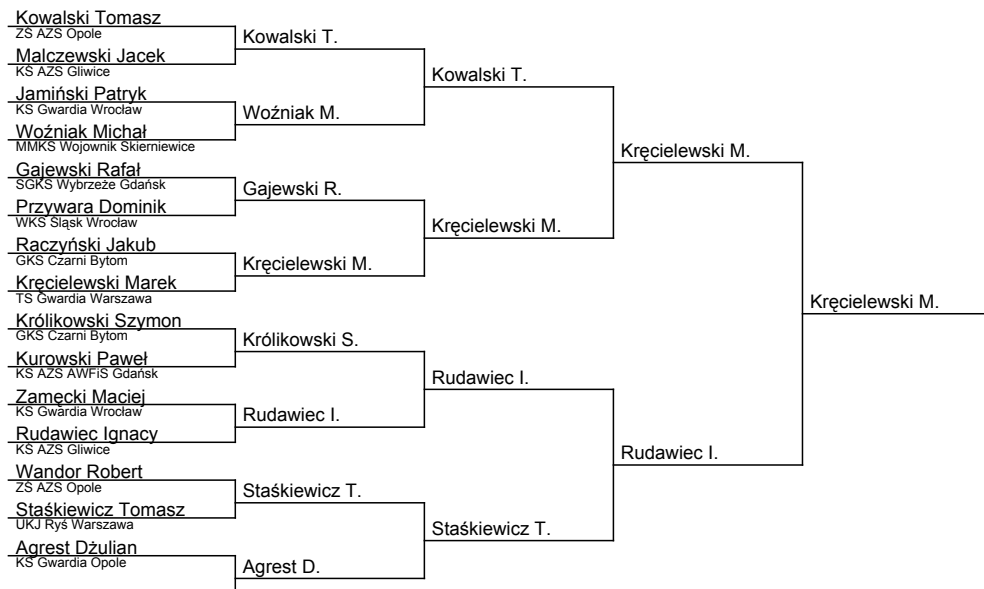 Kowalski Tomasz
ZŚ AZS Opole
Malczewski Jacek
KŚ AZS Gliwice
Jamiński Patryk
KS Gwardia Wrocław
Woźniak Michał
MMKS Wojownik Skierniewice
Gajewski Rafał
SGKS Wybrzeże Gdańsk
Przywara Dominik
WKS Śląsk Wrocław
Raczyński Jakub
GKS Czarni Bytom
Kręcielewski Marek
TS Gwardia Warszawa
Królikowski Szymon
GKS Czarni Bytom
Kurowski Paweł
KS AZS AWFiS Gdańsk
Zamęcki Maciej
KS Gwardia Wrocław
Rudawiec Ignacy
KŚ AZS Gliwice
Wandor Robert
ZŚ AZS Opole
Staśkiewicz Tomasz
UKJ Ryś Warszawa
Agrest Dżulian
KS Gwardia Opole
Kowalski T.
Woźniak M.
Gajewski R.
Kręcielewski M.
Królikowski S.
Rudawiec I.
Staśkiewicz T.
Agrest D.
Kowalski T.
Kręcielewski M.
Rudawiec I.
Staśkiewicz T.
Kręcielewski M.
Rudawiec I.
Kręcielewski M.